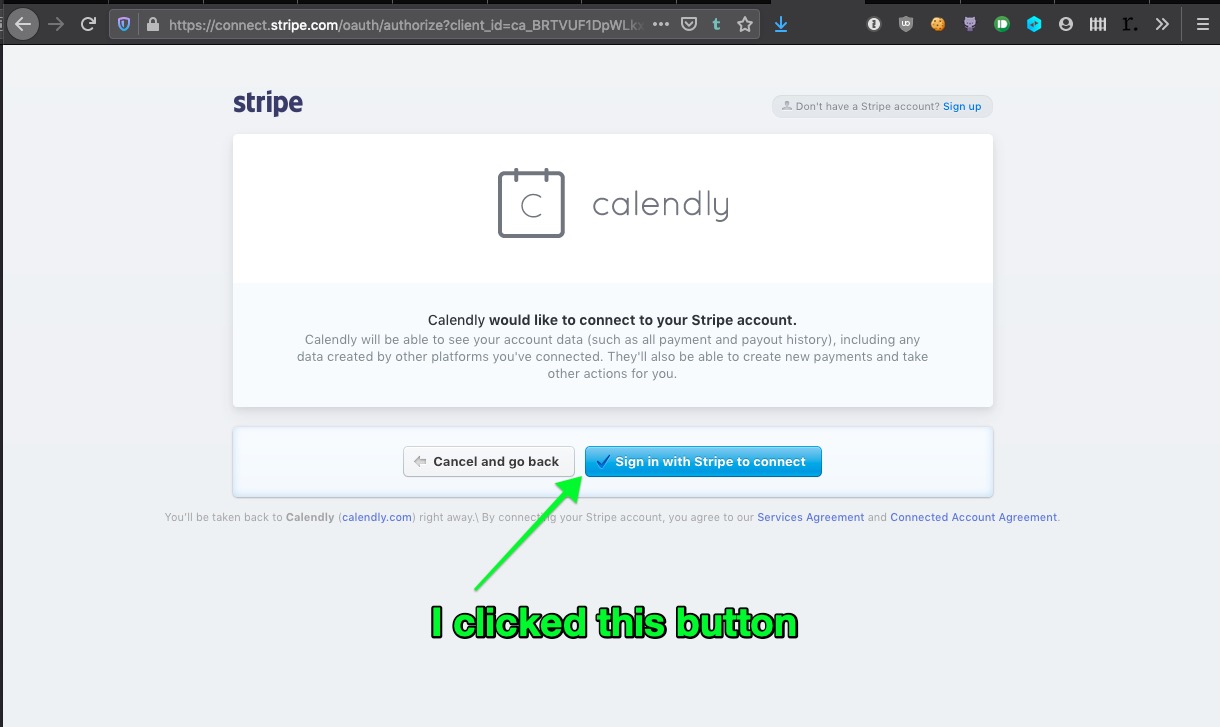 https://connect.stripe.com/oauth/authorize?client_id=ca_BRTVUF1DpWLkx
stripe
Don't have a Stripe account? Sign up
C calendly
Calendly would like to connect to your Stripe account.
Calendly will be able to see your account data (such as all payment and payout history), including any
data created by other platforms you've connected. They'll also be able to create new payments and take
other actions for you.
Cancel and go back
Sign in with Stripe to connect
You'll be taken back to Calendly (calendly.com) right away.\ By connecting your Stripe account, you agree to our Services Agreement and Connected Account Agreement.
I clicked this button